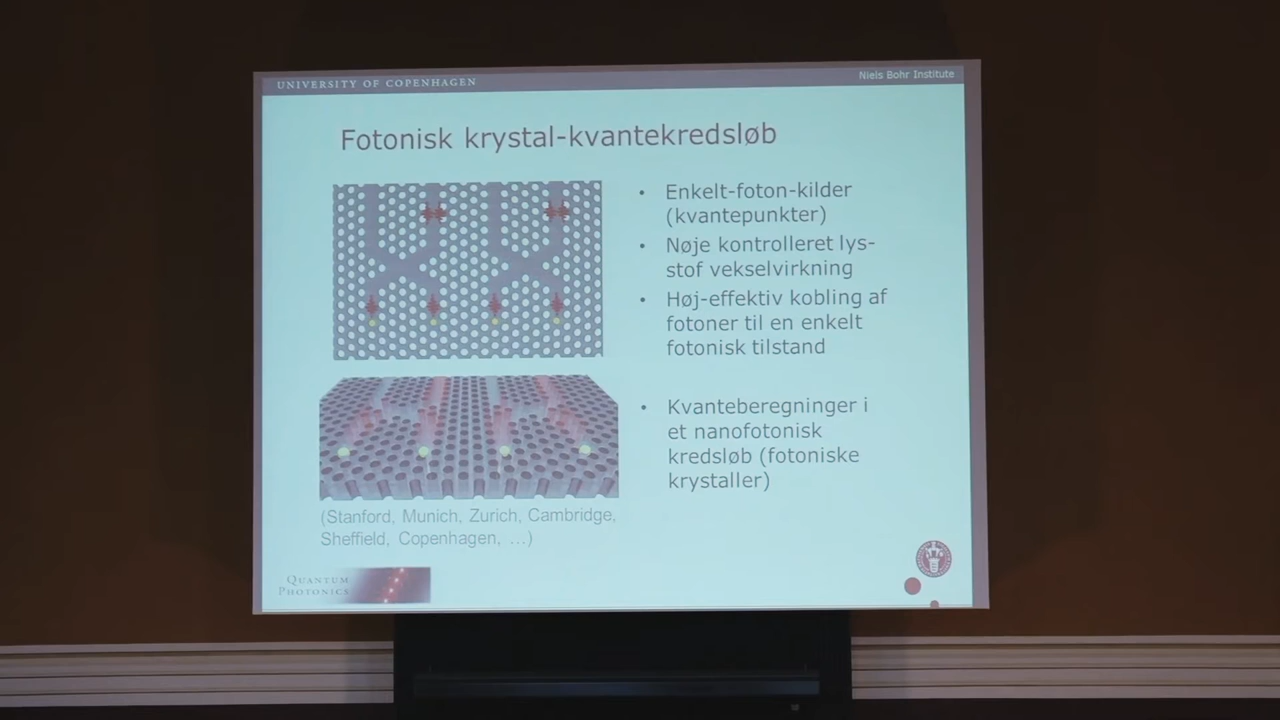 UNIVERSITY OF COPENHAGEN
Niels Bohr Institute
Fotonisk krystal-kvantekredsløb
• Enkelt-foton-kilder
(kvantepunkter)
• Nøje kontrolleret lys-
stof vekselvirkning
• Høj-effektiv kobling af
fotoner til en enkelt
fotonisk tilstand
• Kvanteberegninger i
et nanofotonisk
kredsløb (fotoniske
krystaller)
(Stanford, Munich, Zurich, Cambridge,
Sheffield, Copenhagen, ...)
QUANTUM
PHOTONICS